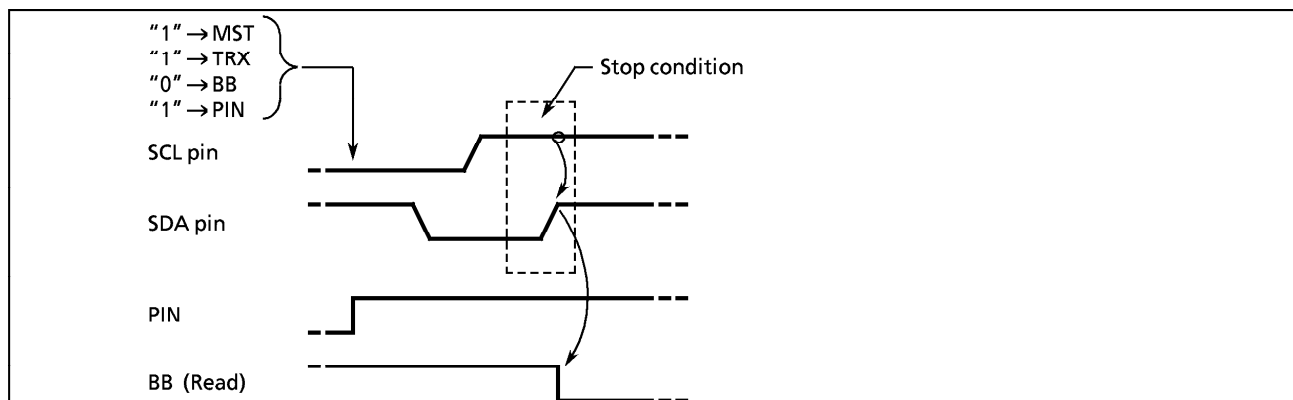 “1” → MST
“1” → TRX
“0” → BB
“1” → PIN
Stop condition
SCL pin
SDA pin
PIN
BB (Read)